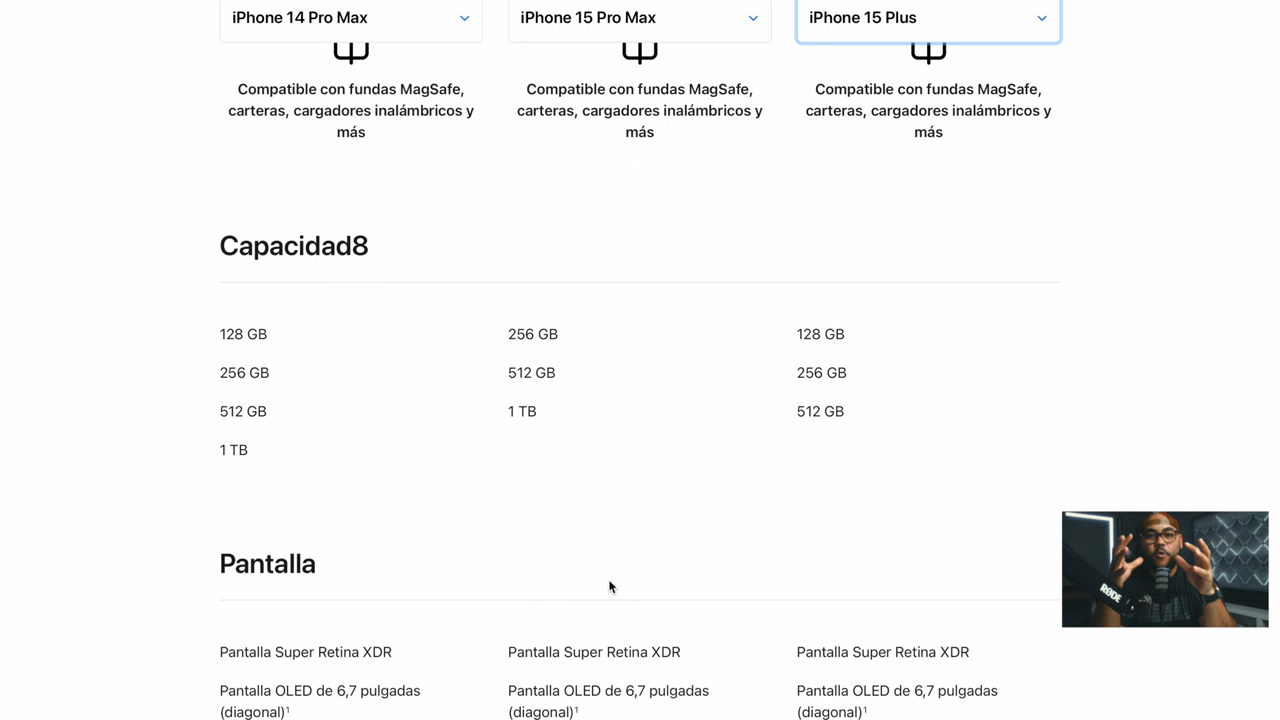 iPhone 14 Pro Max
iPhone 15 Pro Max
iPhone 15 Plus
Compatible con fundas MagSafe,
carteras, cargadores inalámbricos y
más
Compatible con fundas MagSafe,
carteras, cargadores inalámbricos y
más
Compatible con fundas MagSafe,
carteras, cargadores inalámbricos y
más
Capacidad8
128 GB
256 GB
512 GB
1 TB
256 GB
512 GB
1 TB
128 GB
256 GB
512 GB
Pantalla
Pantalla Super Retina XDR
Pantalla OLED de 6,7 pulgadas
(diagonal)¹
Pantalla Super Retina XDR
Pantalla OLED de 6,7 pulgadas
(diagonal)¹
Pantalla Super Retina XDR
Pantalla OLED de 6,7 pulgadas
(diagonal)¹
RØDE